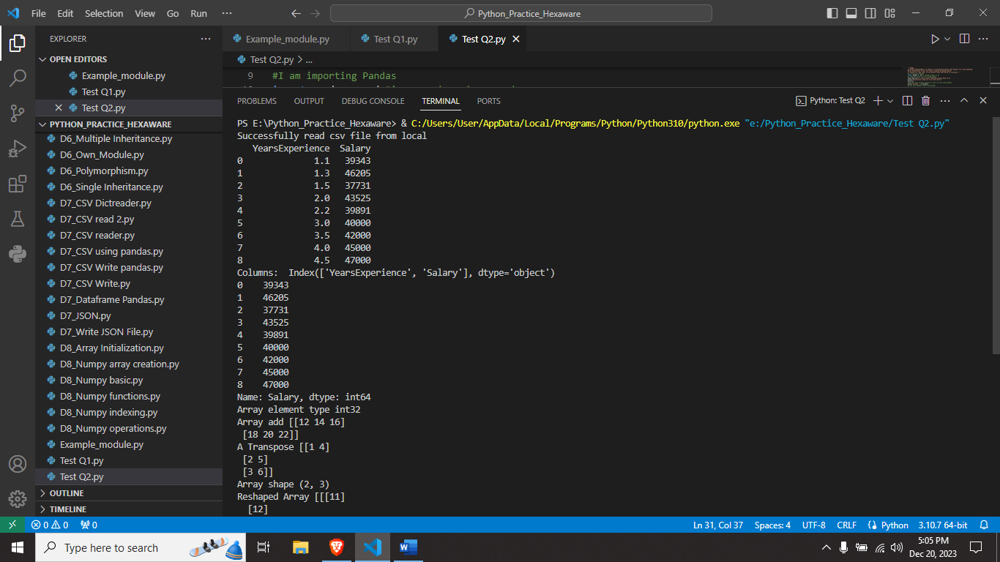 File Edit Selection View Go Run ··· Python_Practice_Hexaware
EXPLORER ···
OPEN EDITORS
Example_module.py
Test Q1.py
Test Q2.py
PYTHON_PRACTICE_HEXAWARE
D6_Multiple Inheritance.py
D6_Own_Module.py
D6_Polymorphism.py
D6_Single Inheritance.py
D7_CSV Dictreader.py
D7_CSV read 2.py
D7_CSV reader.py
D7_CSV using pandas.py
D7_CSV Write pandas.py
D7_CSV Write.py
D7_Dataframe Pandas.py
D7_JSON.py
D7_Write JSON File.py
D8_Array Initialization.py
D8_Numpy array creation.py
D8_Numpy basic.py
D8_Numpy functions.py
D8_Numpy indexing.py
D8_Numpy operations.py
Example_module.py
Test Q1.py
Test Q2.py
OUTLINE
TIMELINE
Example_module.py Test Q1.py Test Q2.py
Test Q2.py > ...
9 #I am importing Pandas
PROBLEMS OUTPUT DEBUG CONSOLE TERMINAL PORTS Python: Test Q2
PS E:\Python_Practice_Hexaware> & C:/Users/User/AppData/Local/Programs/Python/Python310/python.exe "e:/Python_Practice_Hexaware/Test Q2.py"
Successfully read csv file from local
YearsExperience Salary
0 1.1 39343
1 1.3 46205
2 1.5 37731
3 2.0 43525
4 2.2 39891
5 3.0 40000
6 3.5 42000
7 4.0 45000
8 4.5 47000
Columns: Index(['YearsExperience', 'Salary'], dtype='object')
0 39343
1 46205
2 37731
3 43525
4 39891
5 40000
6 42000
7 45000
8 47000
Name: Salary, dtype: int64
Array element type int32
Array add [[12 14 16]
[18 20 22]]
A Transpose [[1 4]
[2 5]
[3 6]]
Array shape (2, 3)
Reshaped Array [[[11]
[12]
0 0 0 Ln 31, Col 37 Spaces: 4 UTF-8 CRLF Python 3.10.7 64-bit
Type here to search
5:05 PM
Dec 20, 2023